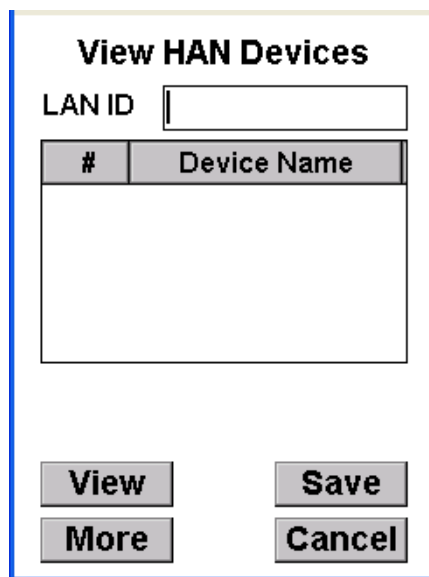 View HAN Devices
LAN ID
# Device Name
View Save
More Cancel